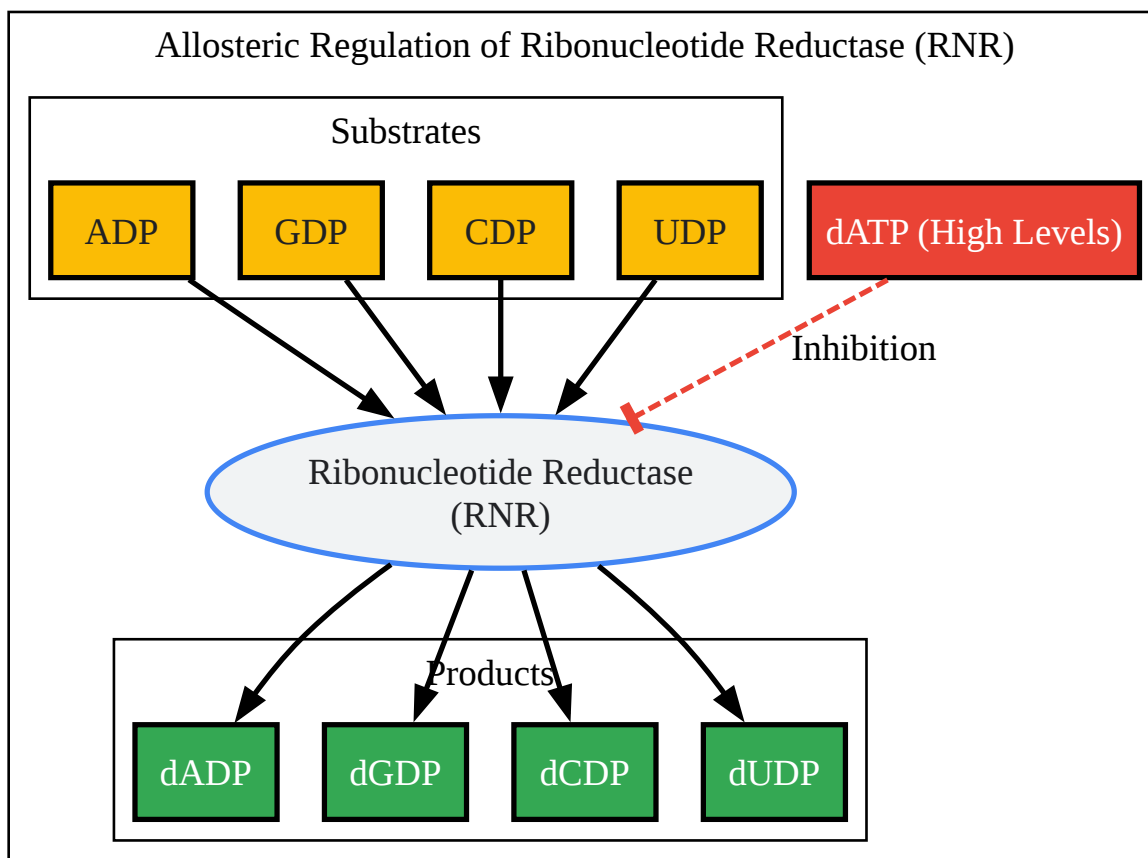 Allosteric Regulation of Ribonucleotide Reductase (RNR)
Substrates
ADP
GDP
CDP
UDP
dATP (High Levels)
Inhibition
Ribonucleotide Reductase
(RNR)
Products
dADP
dGDP
dCDP
dUDP